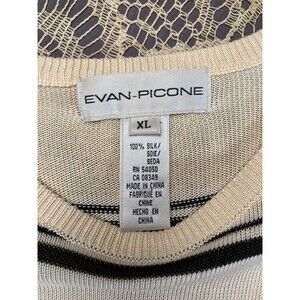 EVAN-PICONE
XL
100% SILK/
SOIE/
SEDA
RN 54050
CA 08349
MADE IN CHINA
FABRIQUÉ EN
CHINE
HECHO EN
CHINA